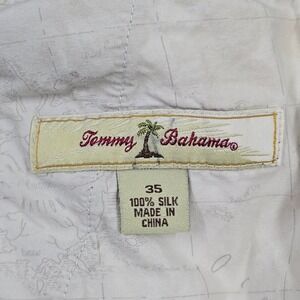 Tommy Bahama®
35
100% SILK
MADE IN
CHINA